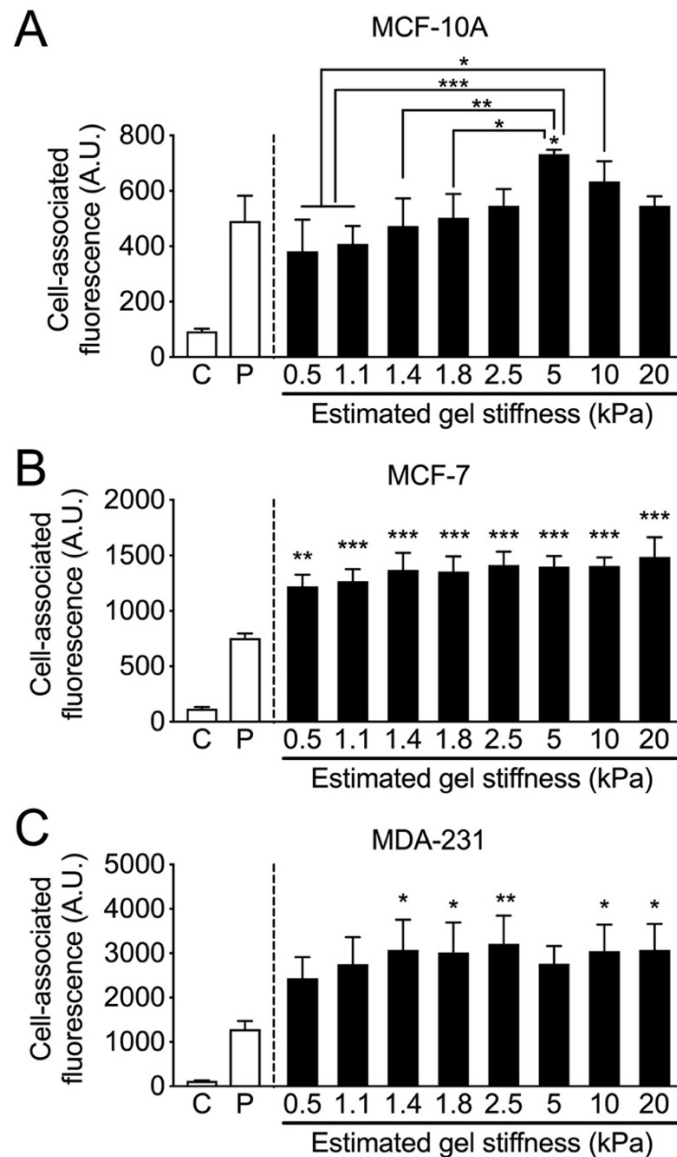 A
MCF-10A
*
***
**
*
*
Cell-associated
fluorescence (A.U.)
800
600
400
200
0
C P 0.5 1.1 1.4 1.8 2.5 5 10 20
Estimated gel stiffness (kPa)
B
MCF-7
Cell-associated
fluorescence (A.U.)
2000
1500
1000
500
0
** *** *** *** *** *** *** ***
C P 0.5 1.1 1.4 1.8 2.5 5 10 20
Estimated gel stiffness (kPa)
C
MDA-231
Cell-associated
fluorescence (A.U.)
5000
4000
3000
2000
1000
0
* * ** * *
C P 0.5 1.1 1.4 1.8 2.5 5 10 20
Estimated gel stiffness (kPa)